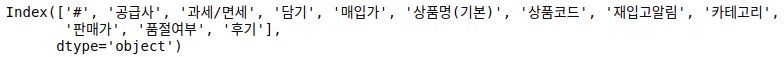 Index(['#', '공급사', '과세/면세', '담기', '매입가', '상품명(기본)', '상품코드', '재입고알림', '카테고리',
'판매가', '품절여부', '후기'],
dtype='object')